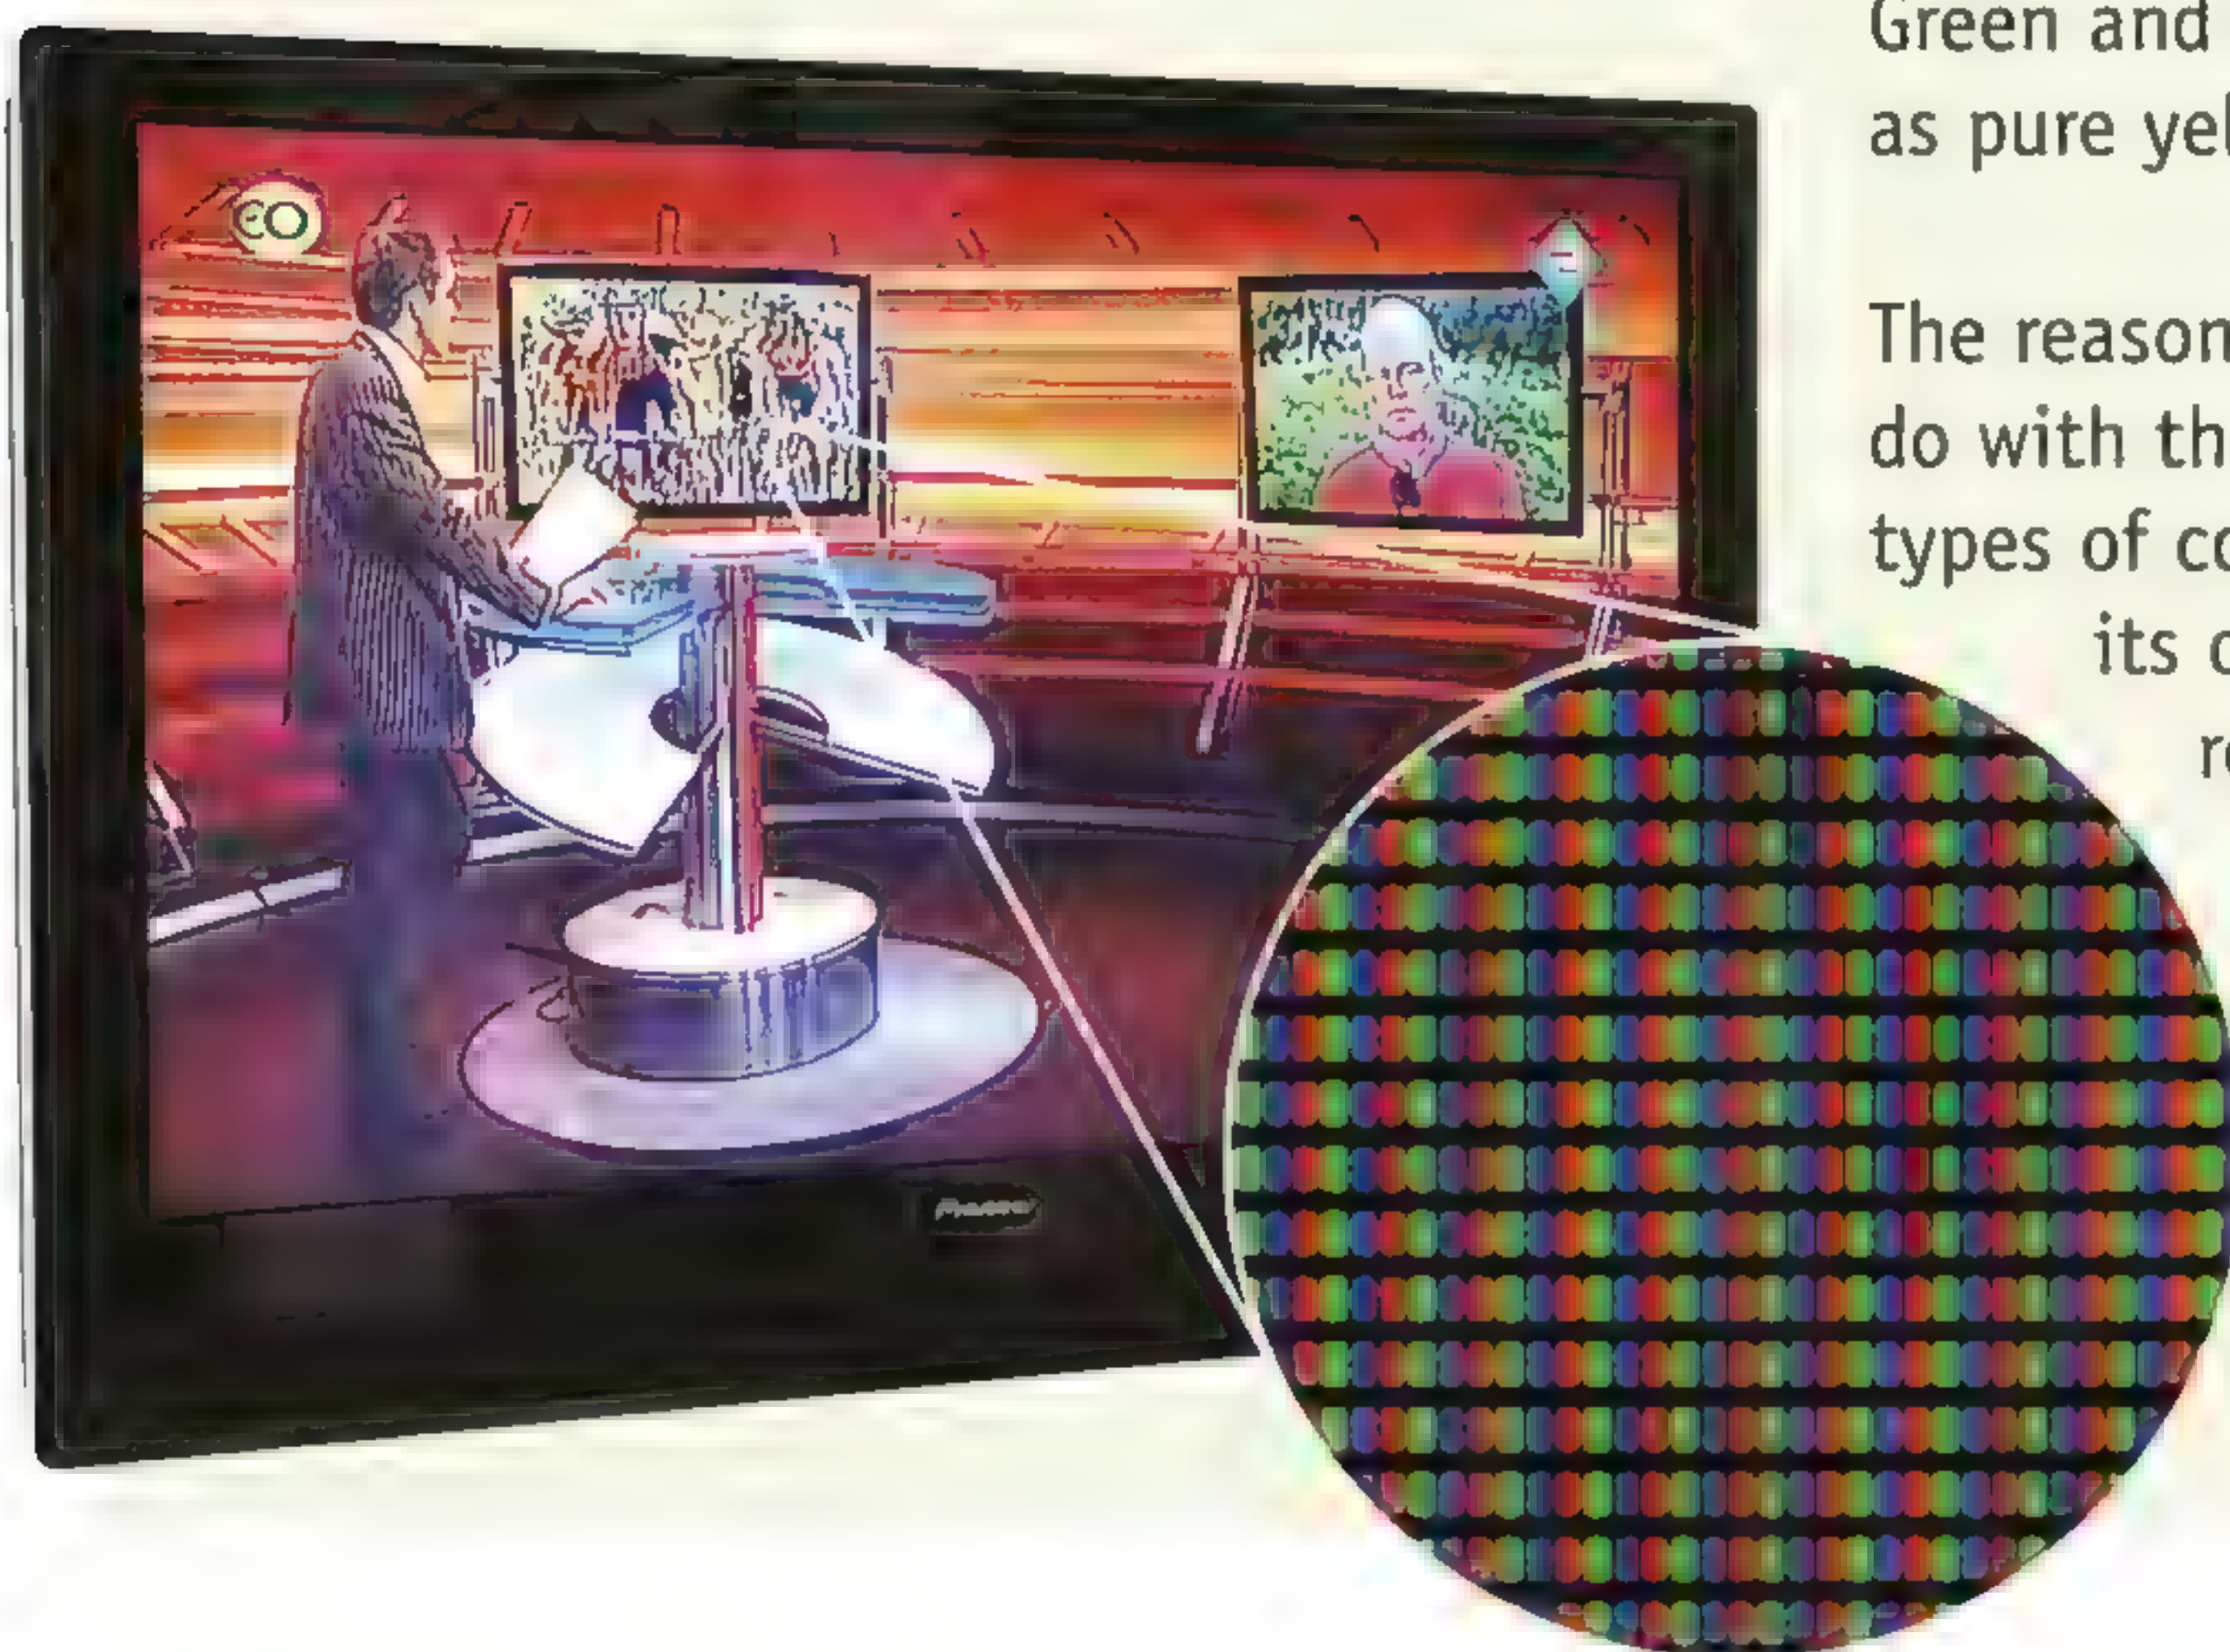 Green and
as pure yel
The reason
do with th
types of co
its